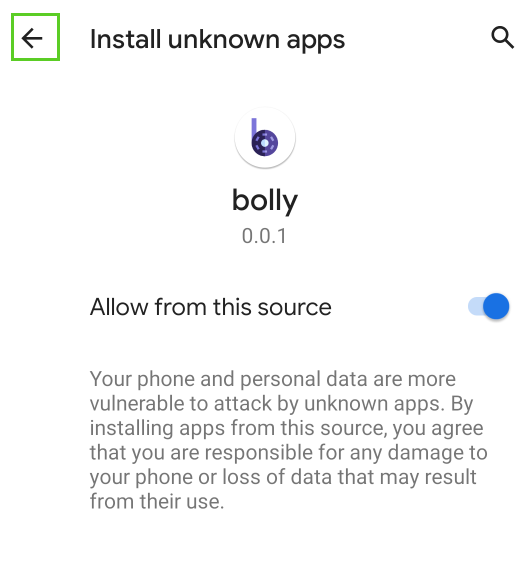 Install unknown apps
b
bolly
0.0.1
Allow from this source
Your phone and personal data are more
vulnerable to attack by unknown apps. By
installing apps from this source, you agree
that you are responsible for any damage to
your phone or loss of data that may result
from their use.